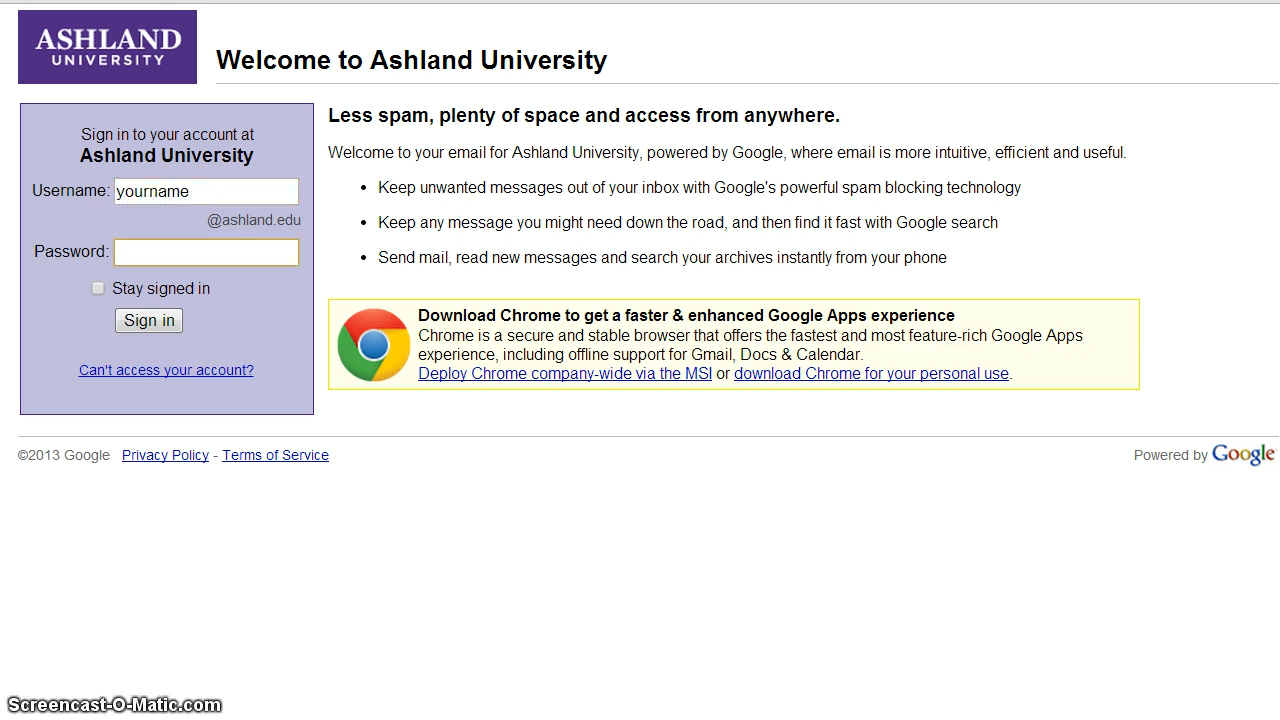 ASHLAND
UNIVERSITY
Welcome to Ashland University
Sign in to your account at
Ashland University
Username: yourname
@ashland.edu
Password:
Stay signed in
Sign in
Can't access your account?
Less spam, plenty of space and access from anywhere.
Welcome to your email for Ashland University, powered by Google, where email is more intuitive, efficient and useful.
• Keep unwanted messages out of your inbox with Google's powerful spam blocking technology
• Keep any message you might need down the road, and then find it fast with Google search
• Send mail, read new messages and search your archives instantly from your phone
Download Chrome to get a faster & enhanced Google Apps experience
Chrome is a secure and stable browser that offers the fastest and most feature-rich Google Apps
experience, including offline support for Gmail, Docs & Calendar.
Deploy Chrome company-wide via the MSI or download Chrome for your personal use.
©2013 Google Privacy Policy - Terms of Service
Powered by Google
Screencast-O-Matic.com